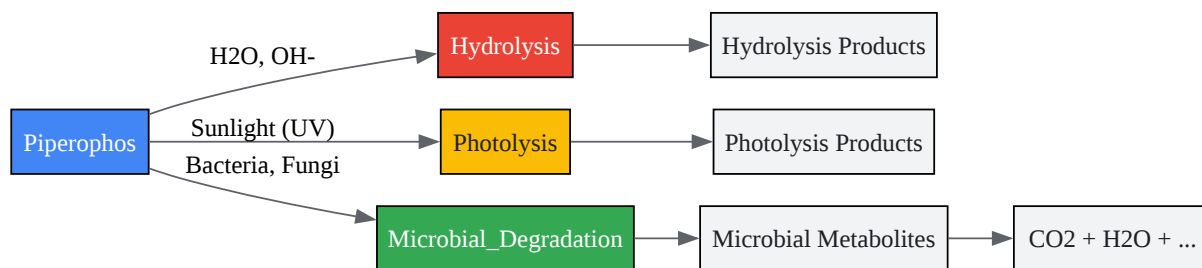 H2O, OH-
Hydrolysis
Hydrolysis Products
Piperophos
Sunlight (UV)
Photolysis
Photolysis Products
Bacteria, Fungi
Microbial_Degradation
Microbial Metabolites
CO2 + H2O + ...